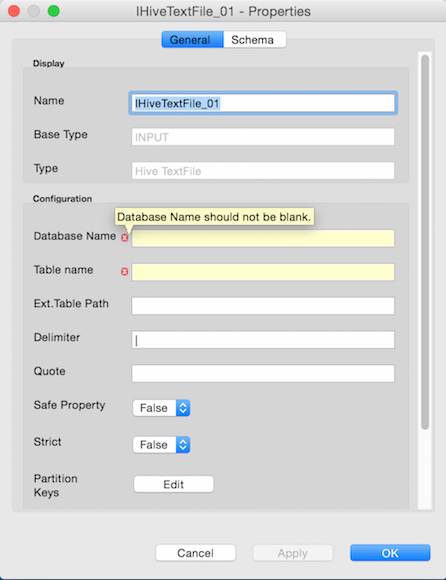 IHiveTextFile_01 - Properties
General Schema
Display
Name IHiveTextFile_01
Base Type INPUT
Type Hive TextFile
Configuration
Database Name should not be blank.
Database Name
Table name
Ext.Table Path
Delimiter |
Quote
Safe Property False
Strict False
Partition
Keys Edit
Cancel Apply OK